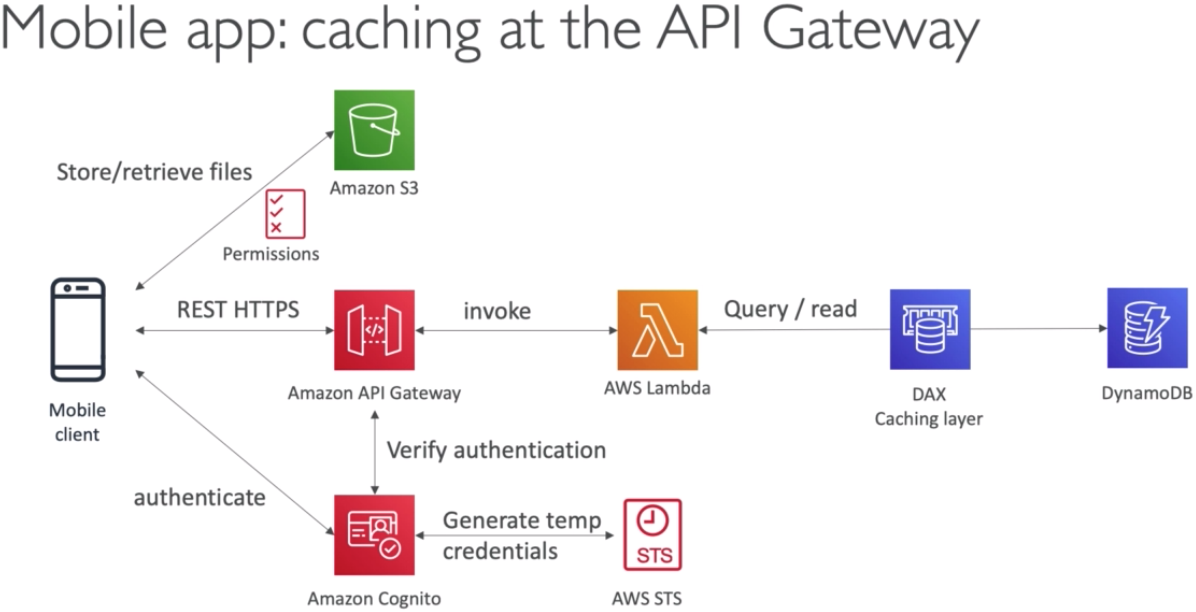 Mobile app: caching at the API Gateway
Amazon S3
Store/retrieve files
Permissions
Mobile
client
REST HTTPS
</>
Amazon API Gateway
invoke
AWS Lambda
Query / read
DAX
Caching layer
DynamoDB
Verify authentication
authenticate
Amazon Cognito
Generate temp
credentials
STS
AWS STS